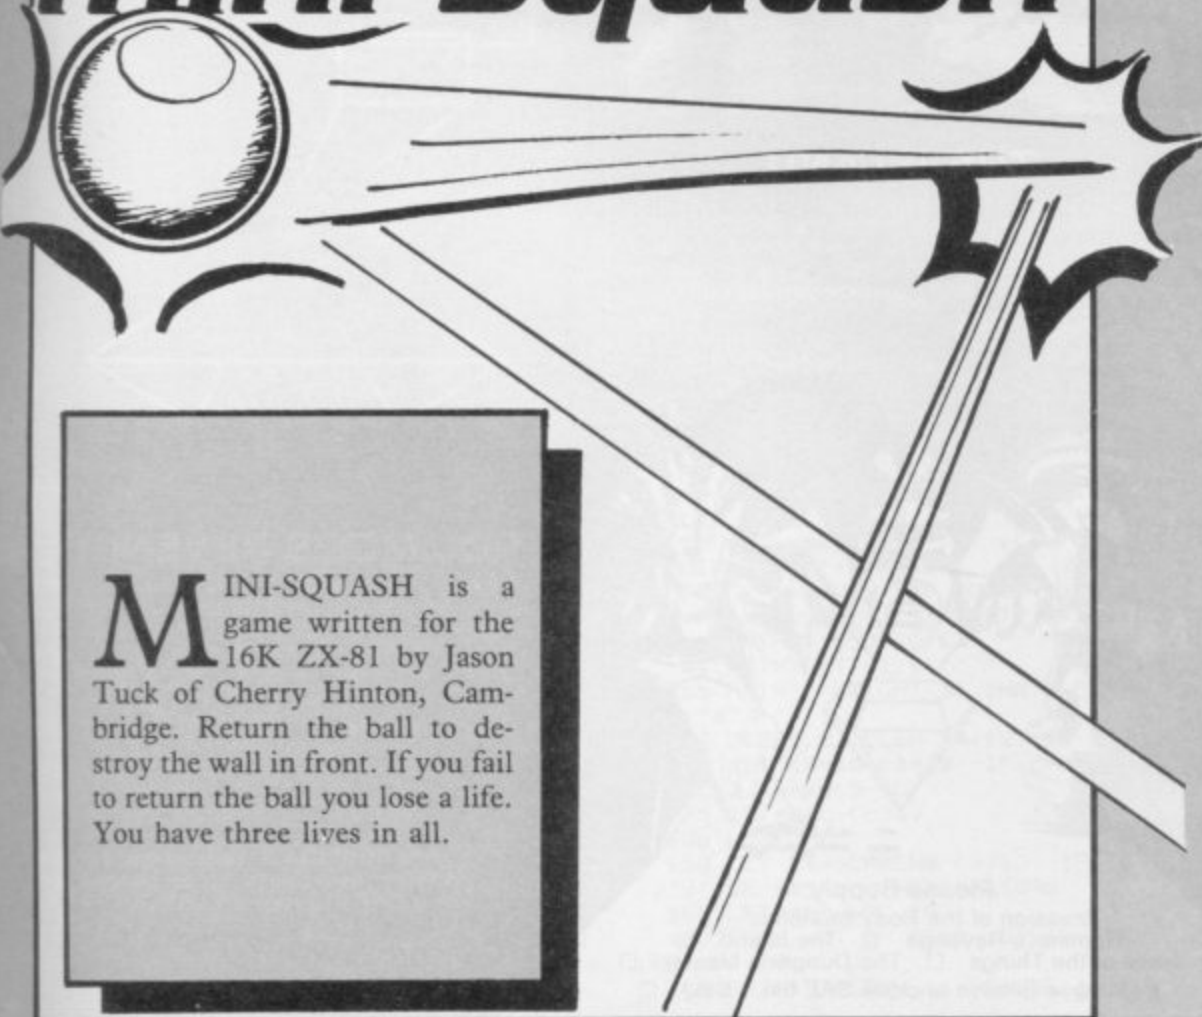 Mini-Squash
MINI-SQUASH is a
game written for the
16K ZX-81 by Jason
Tuck of Cherry Hinton, Cam-
bridge. Return the ball to de-
stroy the wall in front. If you fail
to return the ball you lose a life.
You have three lives in all.